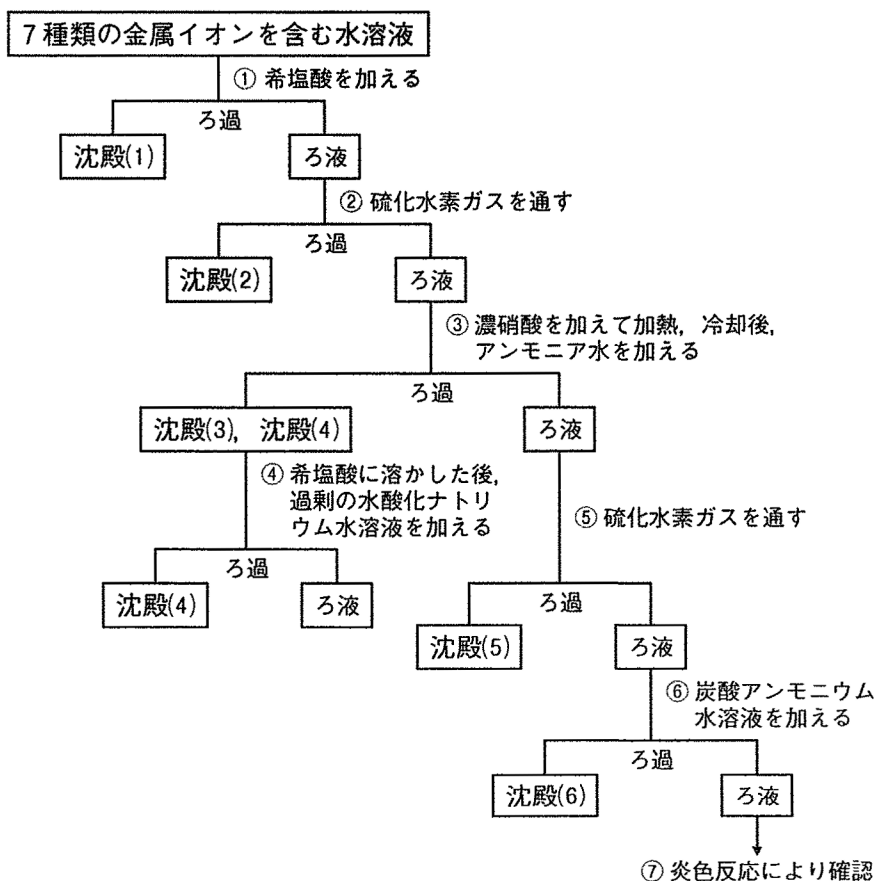 7種類の金属イオンを含む水溶液
① 希塩酸を加える
ろ過
沈殿(1)
ろ液
② 硫化水素ガスを通す
ろ過
沈殿(2)
ろ液
③ 濃硝酸を加えて加熱, 冷却後,
アンモニア水を加える
ろ過
沈殿(3), 沈殿(4)
ろ液
④ 希塩酸に溶かした後,
過剰の水酸化ナトリ
ウム水溶液を加える
⑤ 硫化水素ガスを通す
ろ過
沈殿(4)
ろ液
ろ過
沈殿(5)
ろ液
⑥ 炭酸アンモニウム
水溶液を加える
ろ過
沈殿(6)
ろ液
⑦ 炎色反応により確認